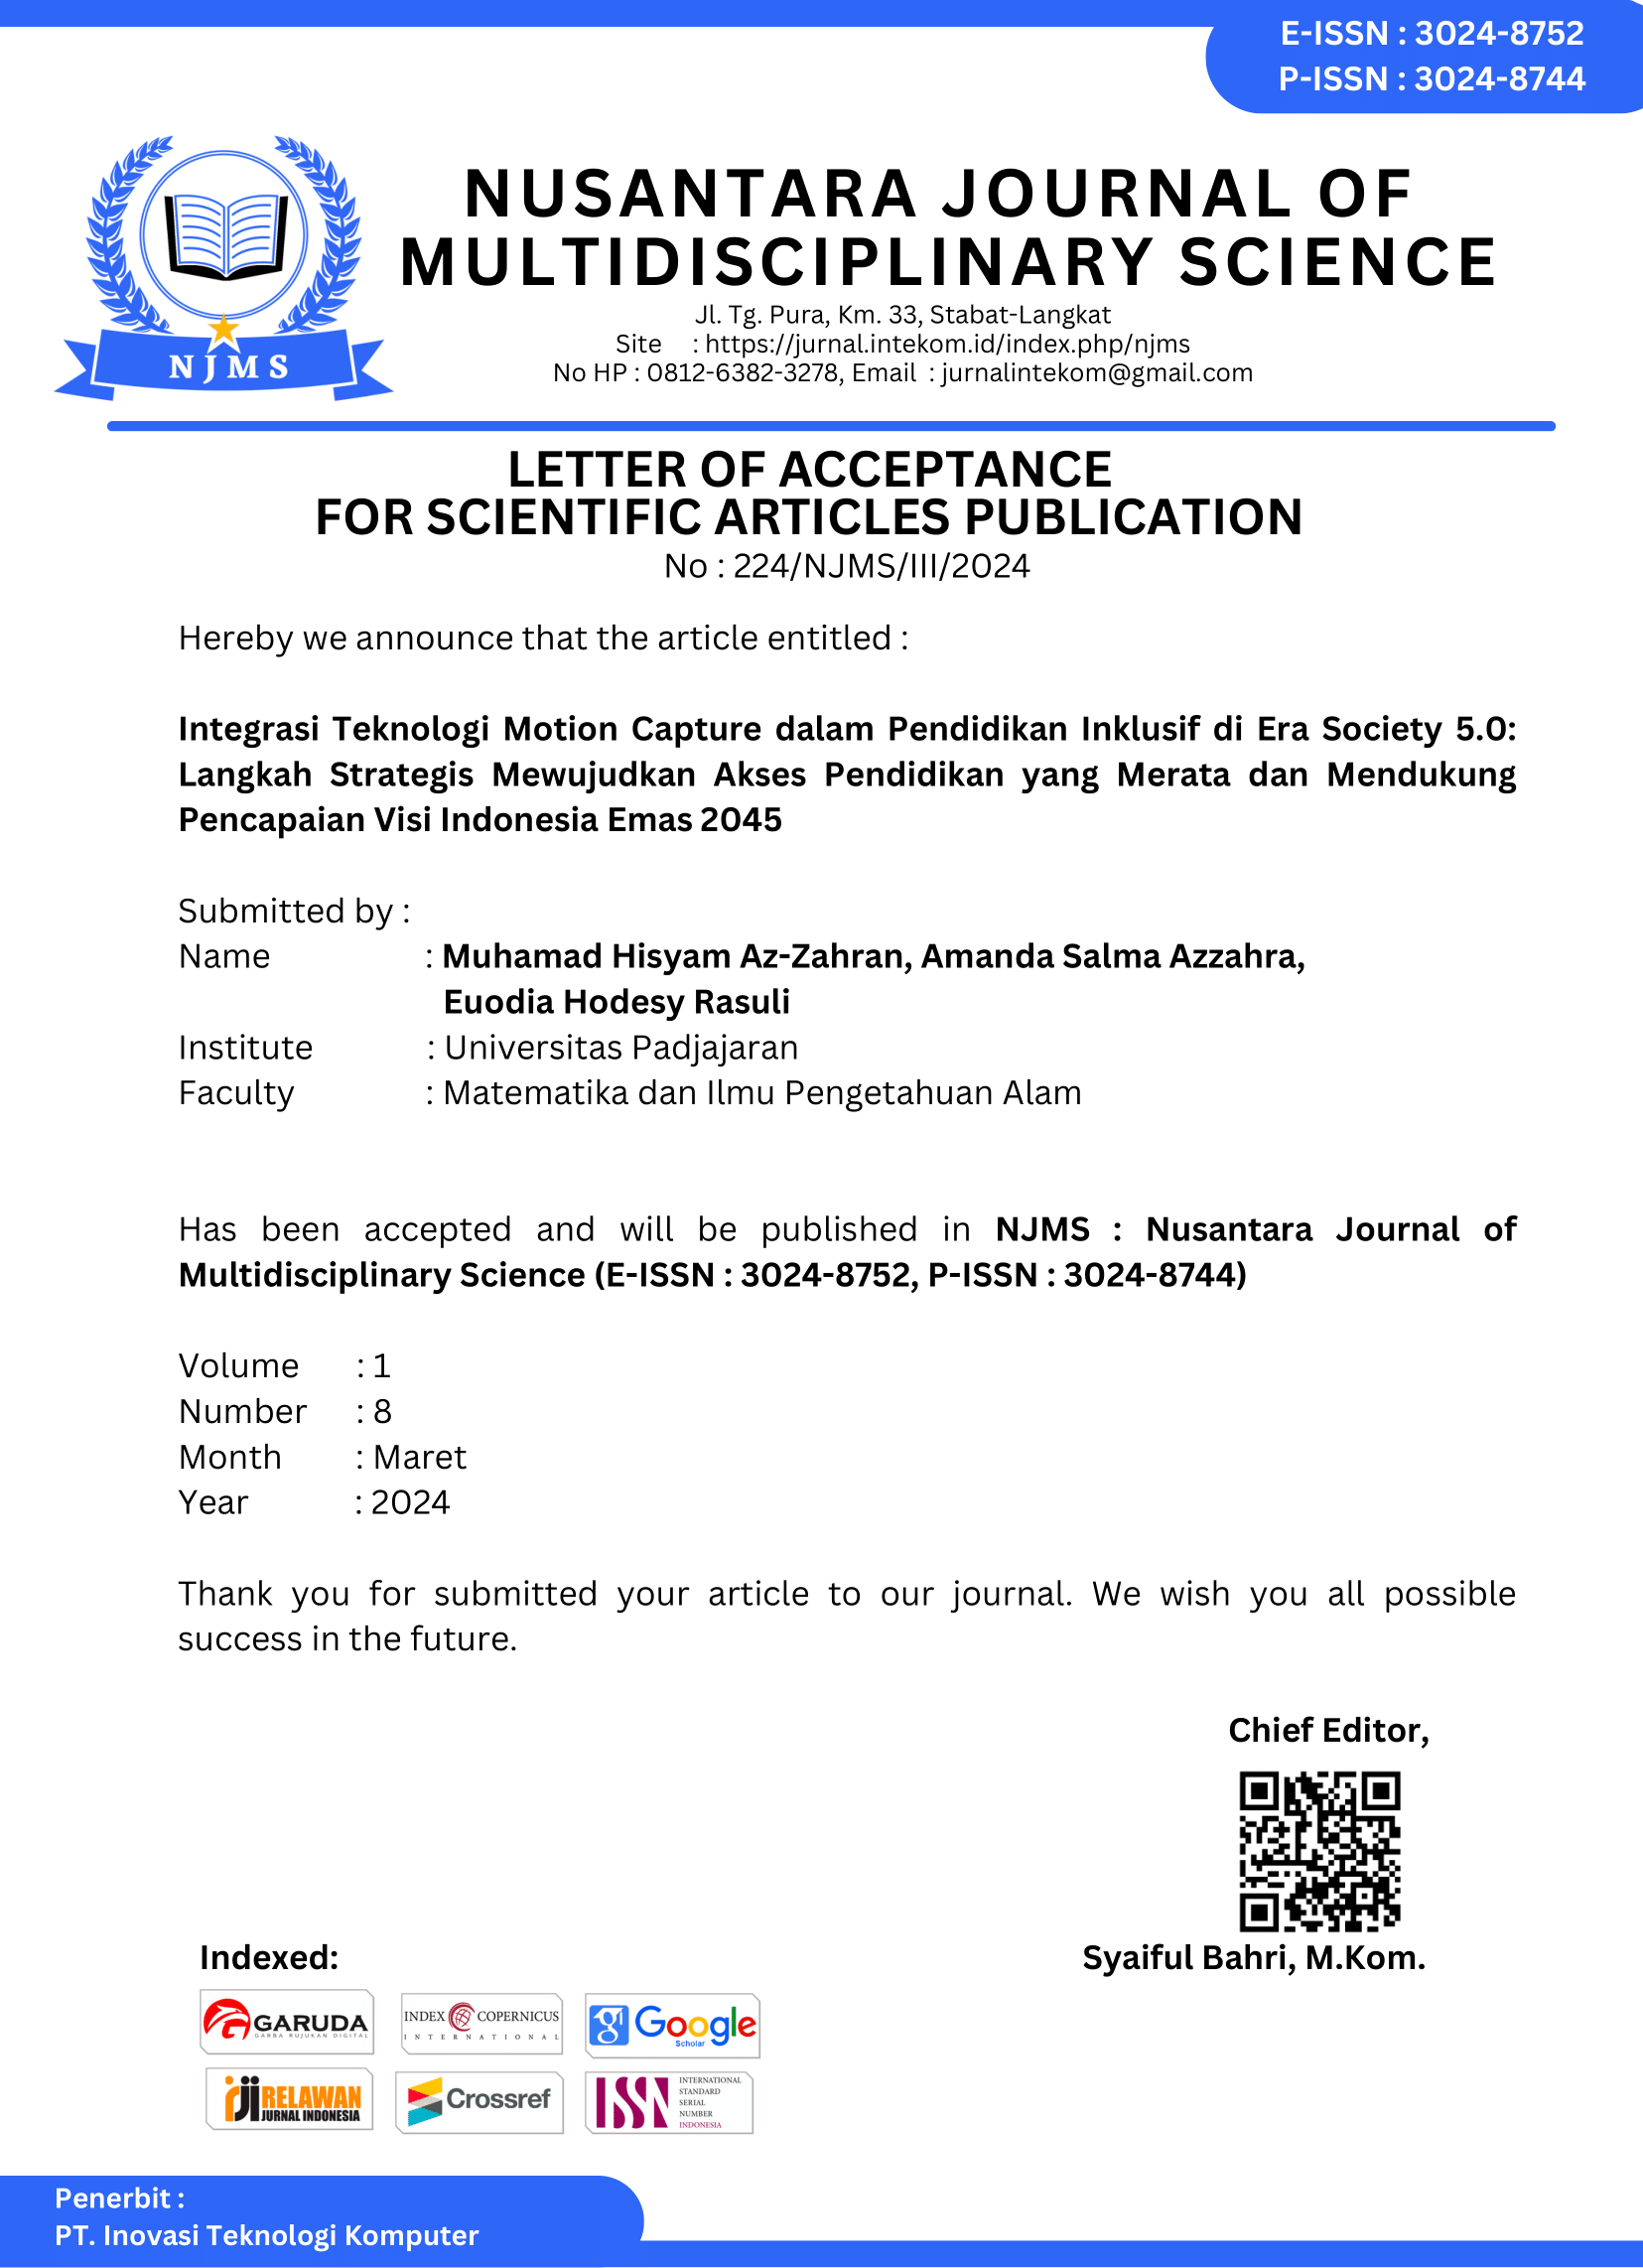 E-ISSN : 3024-8752
P-ISSN : 3024-8744
NJMS
NUSANTARA JOURNAL OF
MULTIDISCIPLINARY SCIENCE
Jl. Tg. Pura, Km. 33, Stabat-Langkat
Site : https://jurnal.intekom.id/index.php/njms
No HP : 0812-6382-3278, Email : jurnalintekom@gmail.com
LETTER OF ACCEPTANCE
FOR SCIENTIFIC ARTICLES PUBLICATION
No : 224/NJMS/III/2024
Hereby we announce that the article entitled :
Integrasi Teknologi Motion Capture dalam Pendidikan Inklusif di Era Society 5.0:
Langkah Strategis Mewujudkan Akses Pendidikan yang Merata dan Mendukung
Pencapaian Visi Indonesia Emas 2045
Submitted by :
Name : Muhamad Hisyam Az-Zahran, Amanda Salma Azzahra,
Euodia Hodesy Rasuli
Institute : Universitas Padjajaran
Faculty : Matematika dan Ilmu Pengetahuan Alam
Has been accepted and will be published in NJMS : Nusantara Journal of
Multidisciplinary Science (E-ISSN : 3024-8752, P-ISSN : 3024-8744)
Volume : 1
Number : 8
Month : Maret
Year : 2024
Thank you for submitted your article to our journal. We wish you all possible
success in the future.
Chief Editor,
Syaiful Bahri, M.Kom.
Indexed:
GARUDA
GARBA RUJUKAN DIGITAL
INDEX COPERNICUS
INTERNATIONAL
g Google
Scholar
rji RELAWAN
JURNAL INDONESIA
Crossref
ISSN
INTERNATIONAL
STANDARD
SERIAL
NUMBER
INDONESIA
Penerbit :
PT. Inovasi Teknologi Komputer